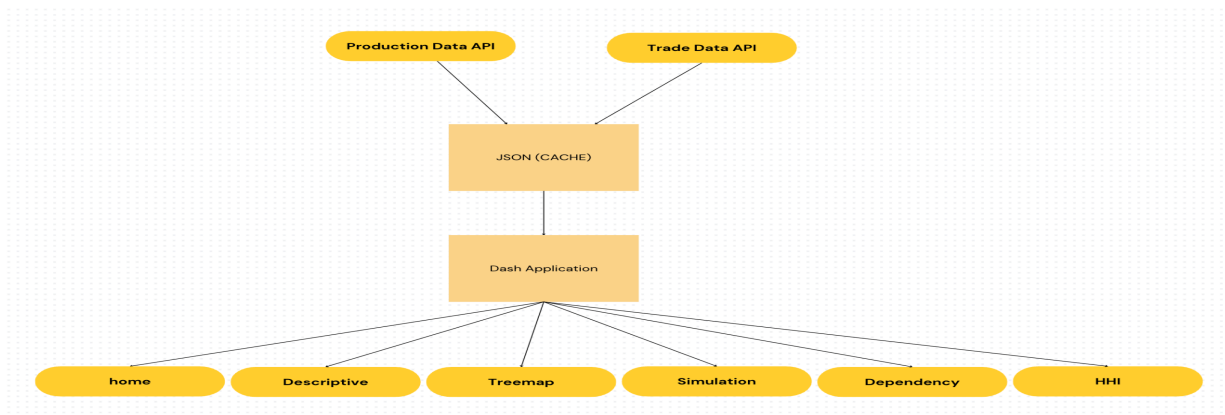 Production Data API
Trade Data API
JSON (CACHE)
Dash Application
home
Descriptive
Treemap
Simulation
Dependency
HHI